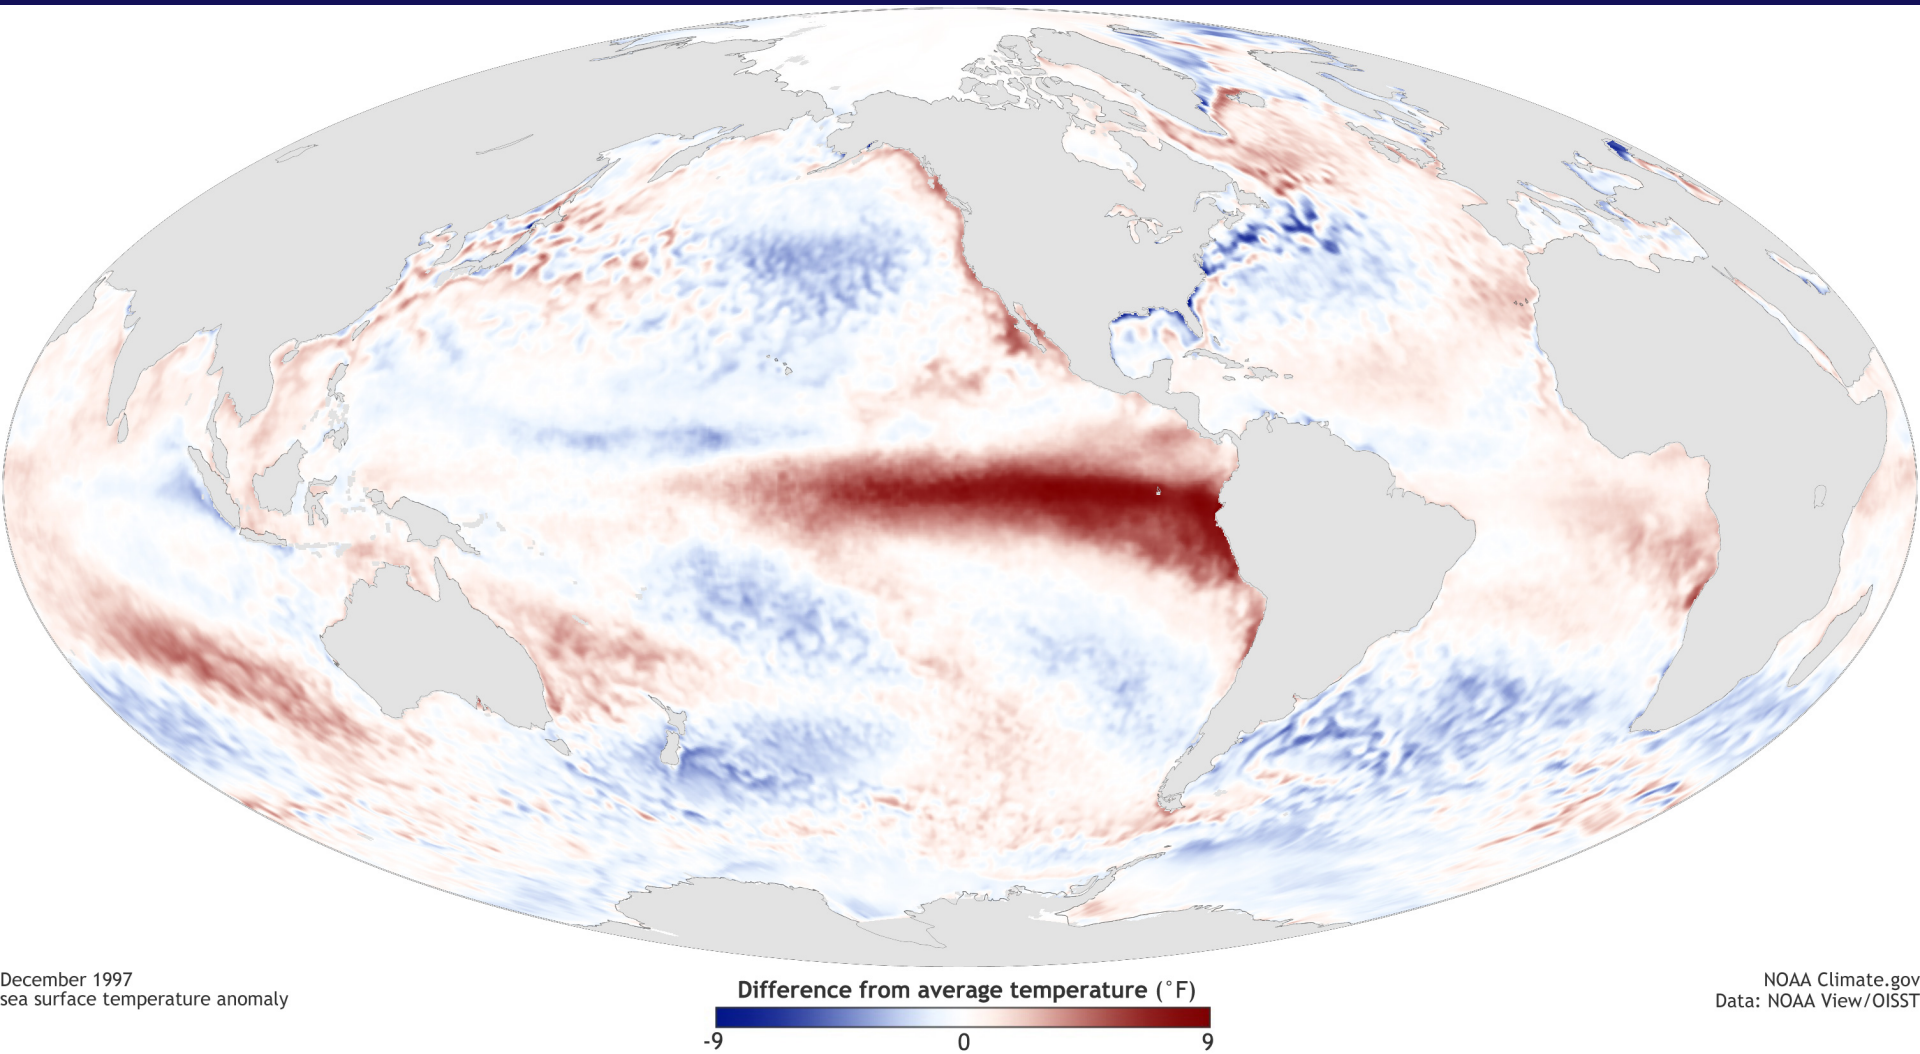 December 1997
sea surface temperature anomaly
Difference from average temperature (°F)
-9 0 9
NOAA Climate.gov
Data: NOAA View/OISST